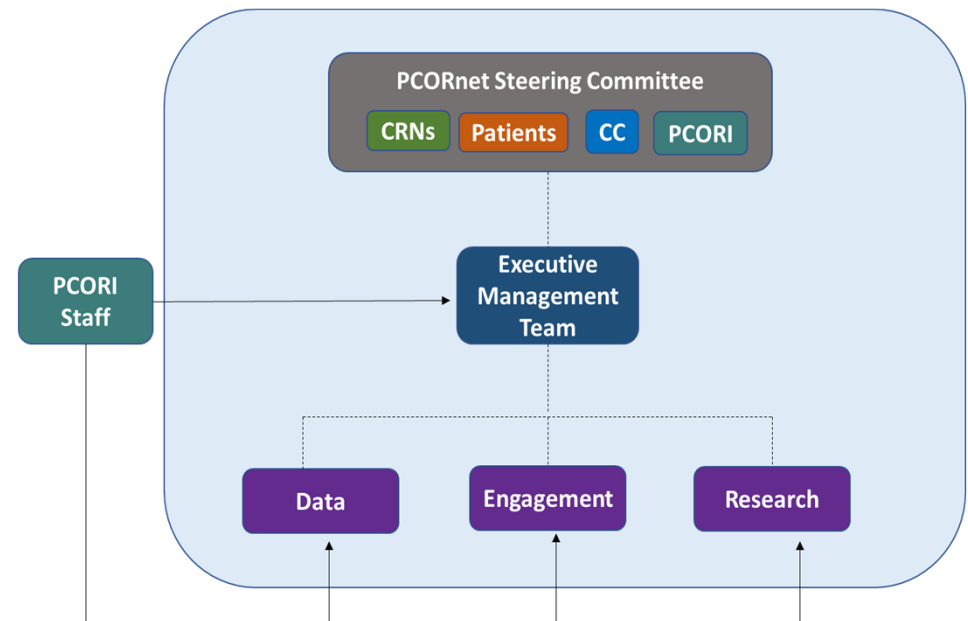 PCORnet Steering Committee
CRNs
Patients
CC
PCORI
PCORI
Staff
Executive
Management
Team
Data
Engagement
Research